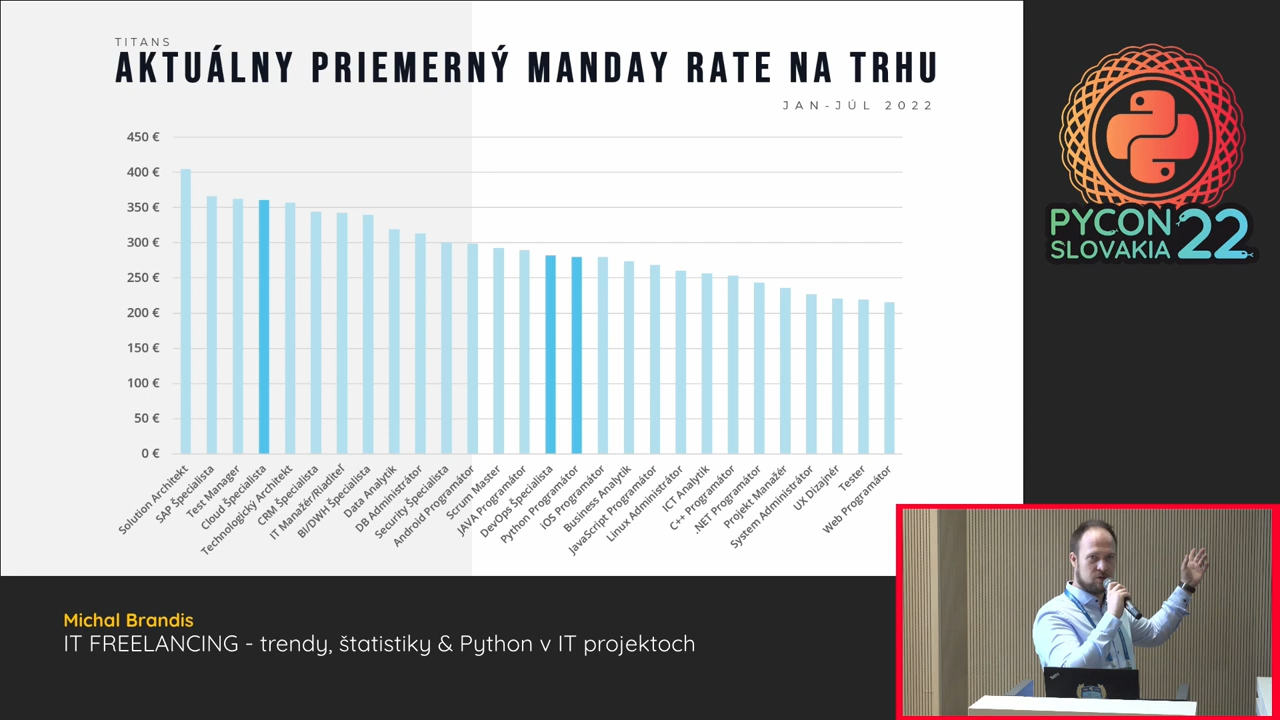 TITANS
AKTUÁLNY PRIEMERNÝ MANDAY RATE NA TRHU
JAN-JÚL 2022
450 €
400 €
350 €
300 €
250 €
200 €
150 €
100 €
50 €
0 €
Solution Architekt
SAP Špecialista
Test Manager
Cloud Špecialista
Technologický Architekt
CRM Špecialista
IT Manažér/Riaditeľ
BI/DWH Špecialista
Data Analytik
DB Administrátor
Security Špecialista
Android Programátor
Scrum Master
JAVA Programátor
DevOps Špecialista
Python Programátor
iOS Programátor
Business Analytik
JavaScript Programátor
Linux Administrátor
ICT Analytik
C++ Programátor
.NET Programátor
Projekt Manažér
System Administrátor
UX Dizajnér
Tester
Web Programátor
PYCON
SLOVAKIA
22
Michal Brandis
IT FREELANCING - trendy, štatistiky & Python v IT projektoch